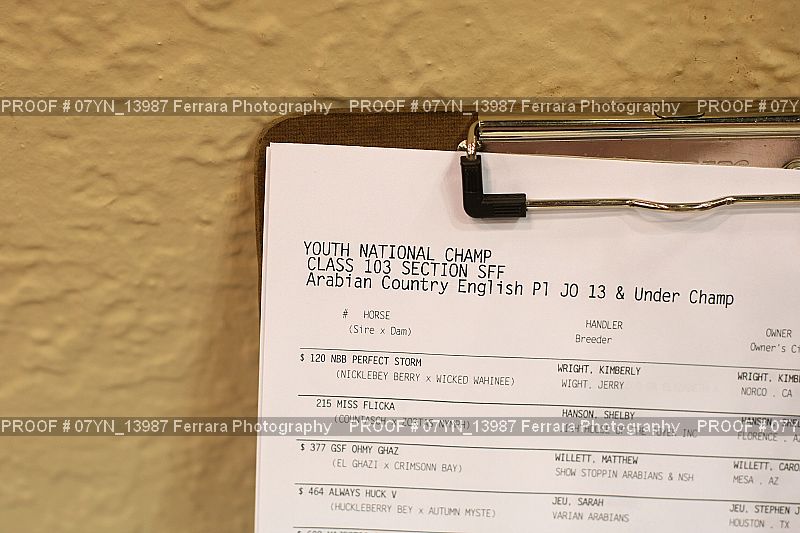 PROOF # 07YN_13987 Ferrara Photography PROOF # 07YN_13987 Ferrara Photography PROOF # 07Y
YOUTH NATIONAL CHAMP
CLASS 103 SECTION SFF
Arabian Country English Pl JO 13 & Under Champ
# HORSE HANDLER OWNER
(Sire x Dam) Breeder Owner's Ci
$ 120 NBB PERFECT STORM WRIGHT, KIMBERLY WRIGHT, KIMB
(NICKLEBEY BERRY x WICKED WAHINEE) WIGHT, JERRY NORCO , CA
215 MISS FLICKA HANSON, SHELBY HANSON,
PROOF # 07YN_13987 Ferrara Photography PROOF # 07YN_13987 Ferrara Photography PROOF # 07Y
FLORENCE , AZ
$ 377 GSF OHMY GHAZ WILLETT, MATTHEW WILLETT, CARO
(EL GHAZI x CRIMSONN BAY) SHOW STOPPIN ARABIANS & NSH MESA , AZ
$ 464 ALWAYS HUCK V JEU, SARAH JEU, STEPHEN J
(HUCKLEBERRY BEY x AUTUMN MYSTE) VARIAN ARABIANS HOUSTON , TX